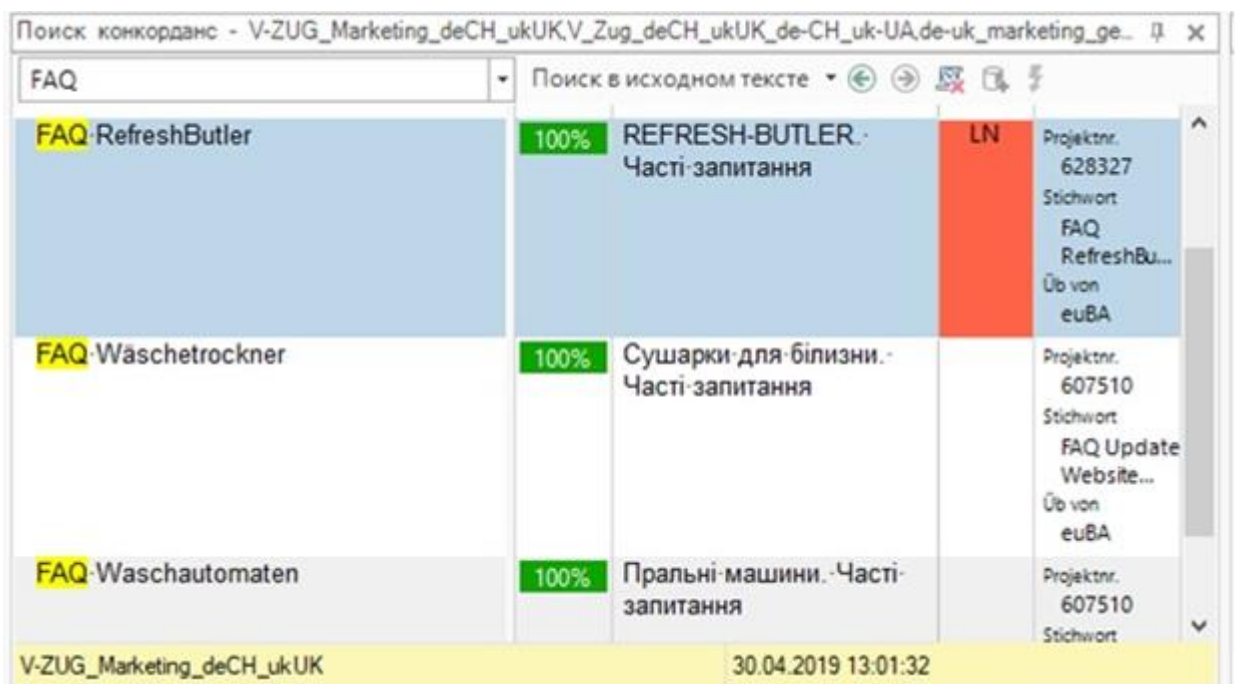 Поиск конкорданс - V-ZUG_Marketing_deCH_ukUK,V_Zug_deCH_ukUK_de-CH_uk-UA,de-uk_marketing_ge...
FAQ
Поиск в исходном тексте
FAQ·RefreshButler
100%
REFRESH-BUTLER.·
Часті·запитання
LN
Projektnr.
628327
Stichwort
FAQ
RefreshBu...
Üb von
euBA
FAQ·Wäschetrockner
100%
Сушарки·для·білизни.·
Часті·запитання
Projektnr.
607510
Stichwort
FAQ Update
Website...
Üb von
euBA
FAQ·Waschautomaten
100%
Пральні·машини.·Часті·
запитання
Projektnr.
607510
Stichwort
V-ZUG_Marketing_deCH_ukUK
30.04.2019 13:01:32